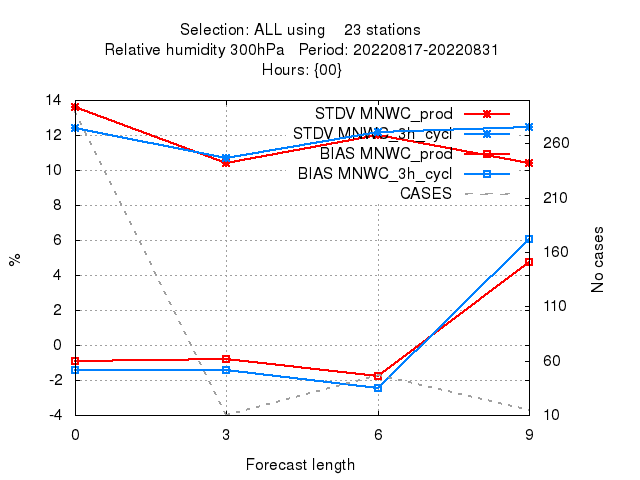 Selection: ALL using 23 stations
Relative humidity 300hPa Period: 20220817-20220831
Hours: {00}
STDV MNWC_prod
STDV MNWC_3h_cycl
BIAS MNWC_prod
BIAS MNWC_3h_cycl
CASES
14
12
10
8
6
4
2
0
-2
-4
%
260
210
160
110
60
10
No cases
0 3 6 9
Forecast length